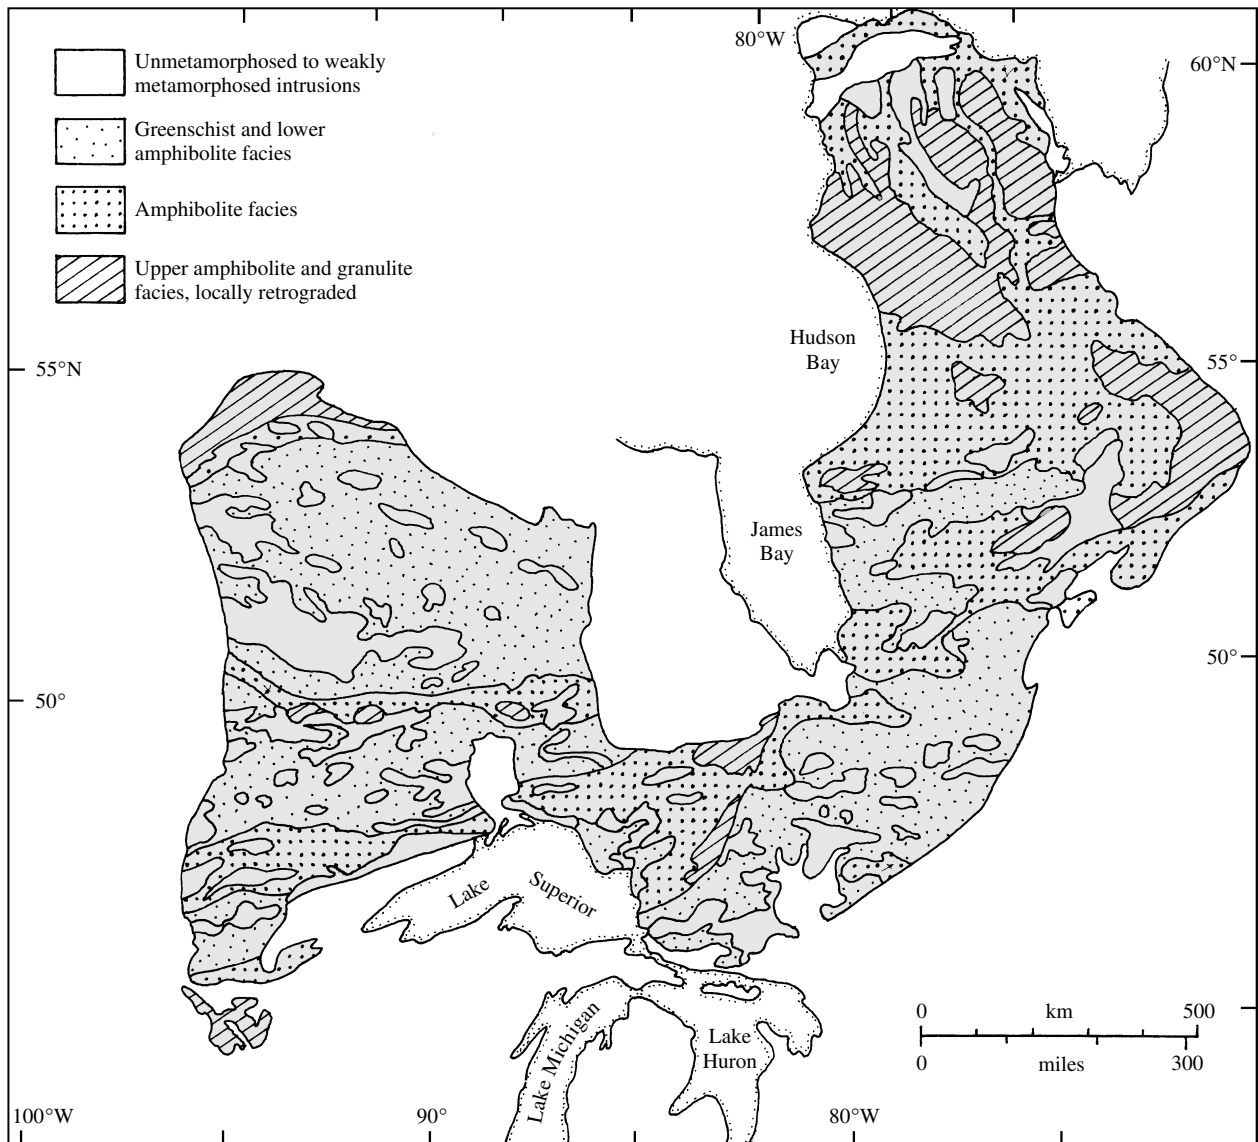 80°W
60°N
Unmetamorphosed to weakly
metamorphosed intrusions
Greenschist and lower
amphibolite facies
Amphibolite facies
Upper amphibolite and granulite
facies, locally retrograded
Hudson
Bay
55°N
55°
James
Bay
50°
50°
Lake Superior
Lake Michigan
Lake
Huron
0 km 500
0 miles 300
100°W
90°
80°W